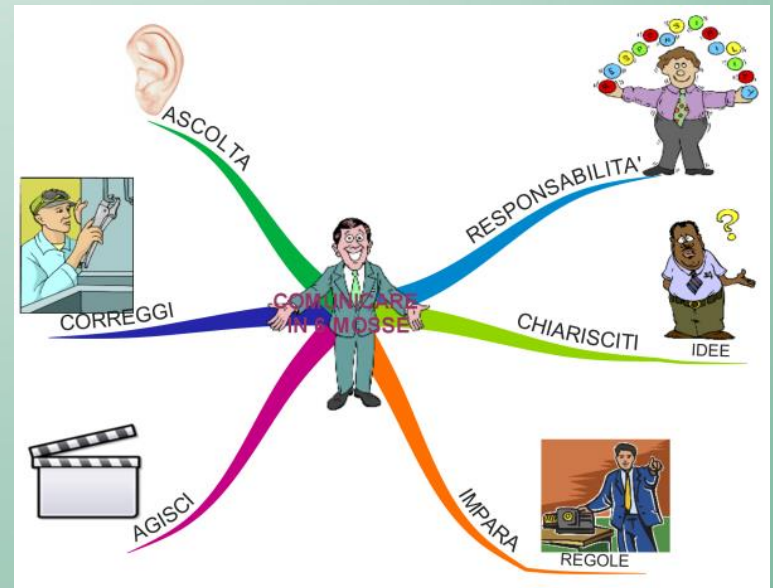 COMUNICARE
IN 6 MOSSE
RESPONSABILITA'
CHIARISCITI
IDEE
IMPARA
REGOLE
AGISCI
CORREGGI
ASCOLTA